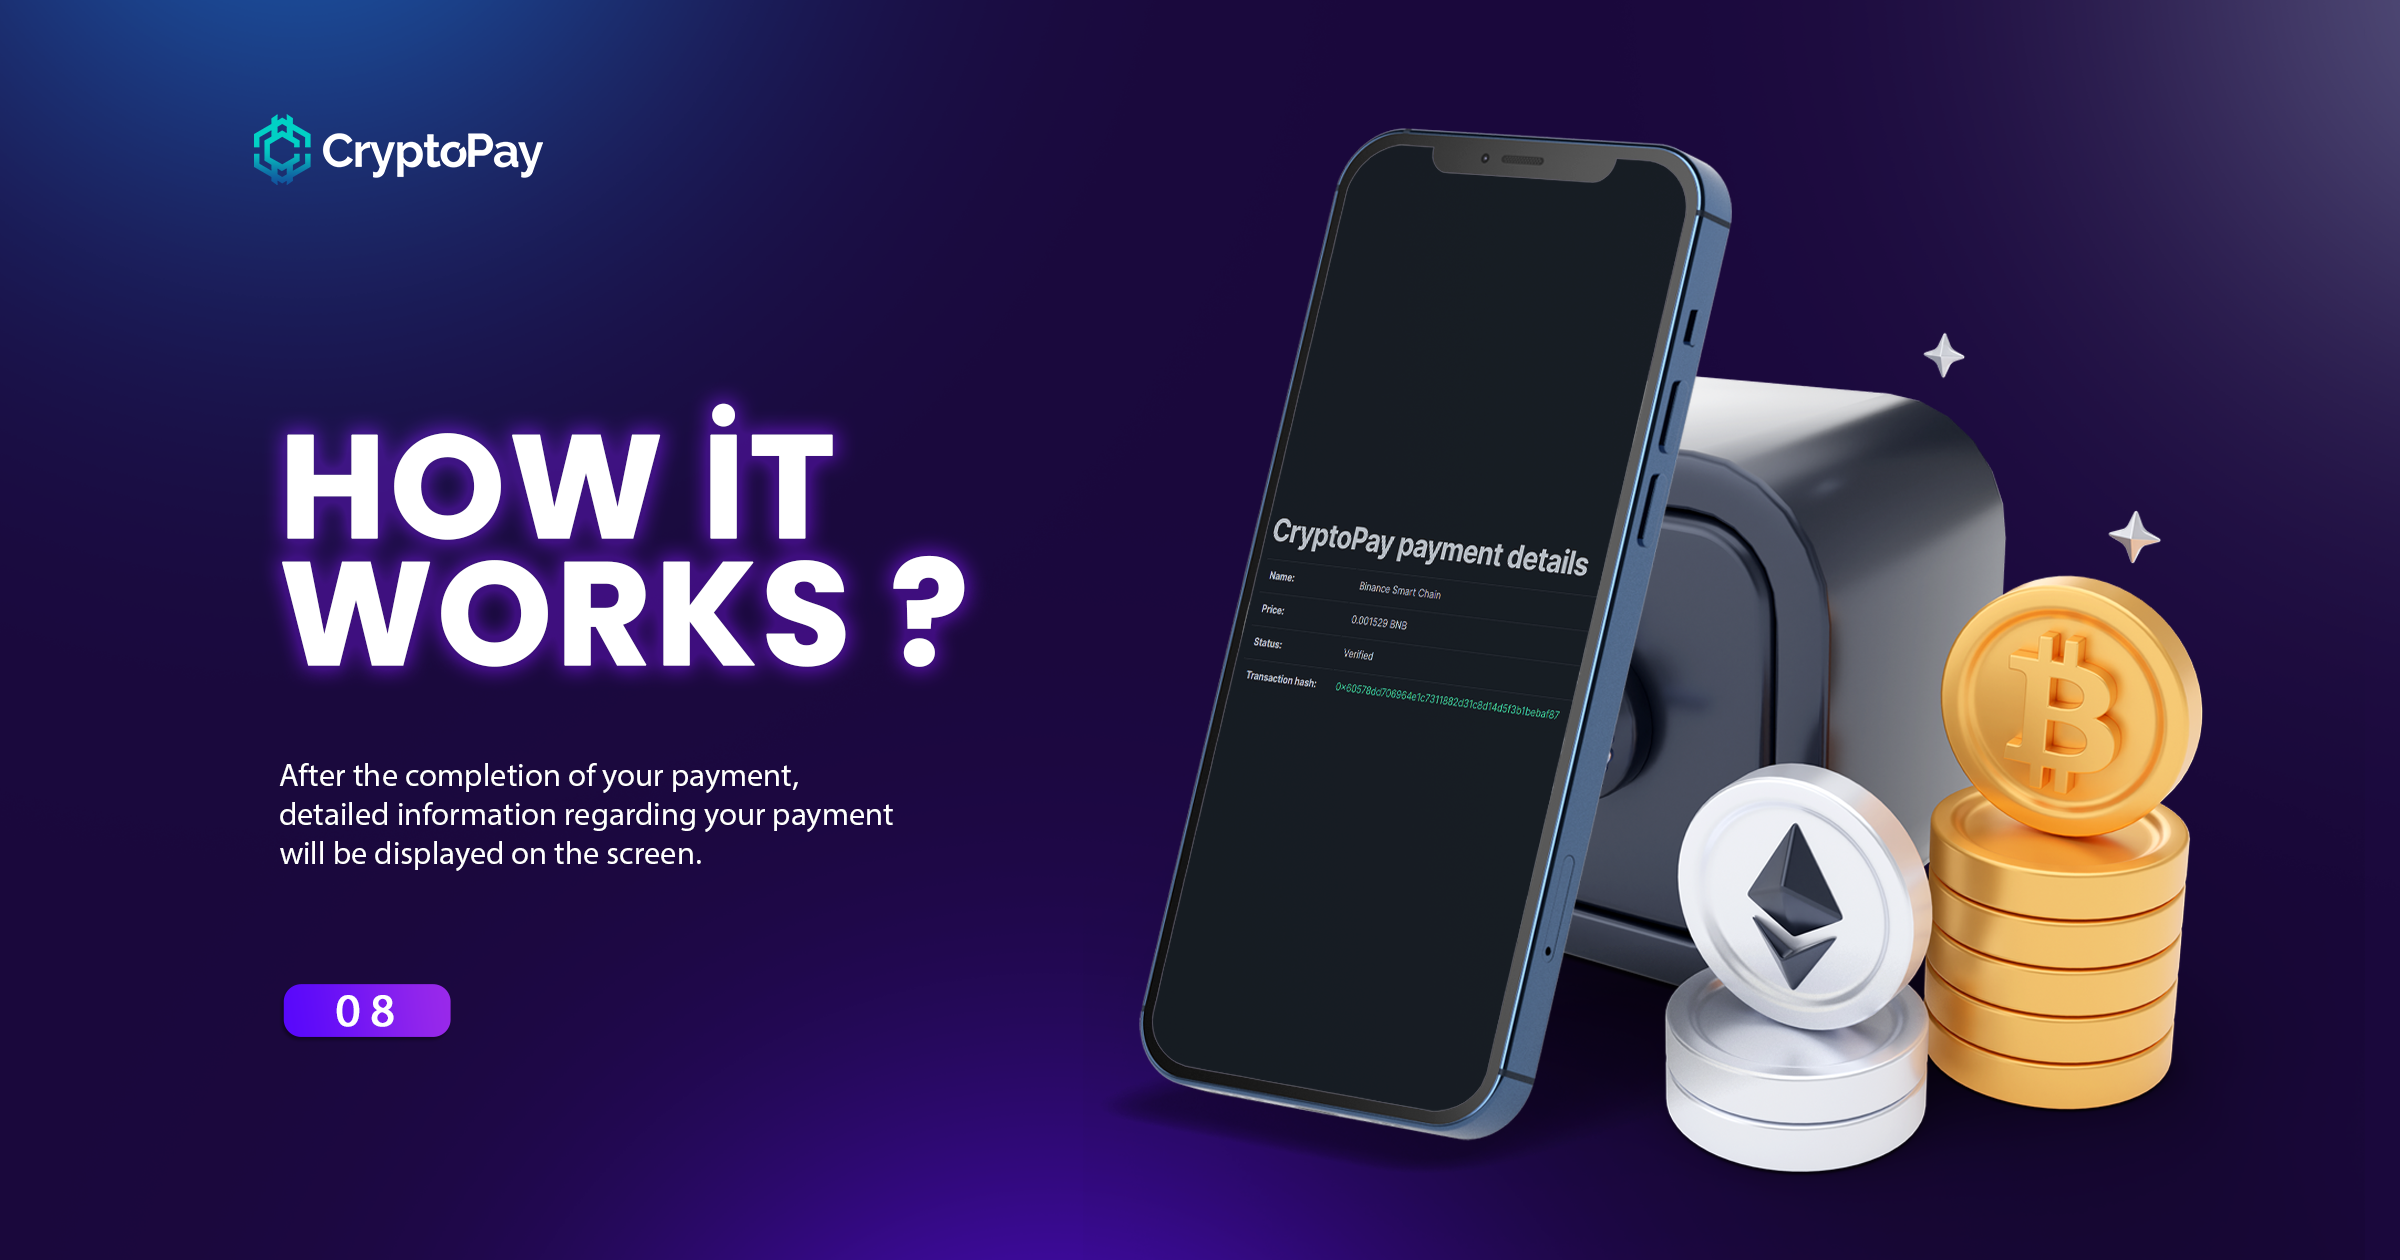 CryptoPay
HOW İT
WORKS ?
After the completion of your payment,
detailed information regarding your payment
will be displayed on the screen.
08
CryptoPay payment details
Name: Binance Smart Chain
Price: 0.001529 BNB
Status: Verified
Transaction hash: 0x60578dd706964e1c7311882d31c8d14d5f3b1bebaf87